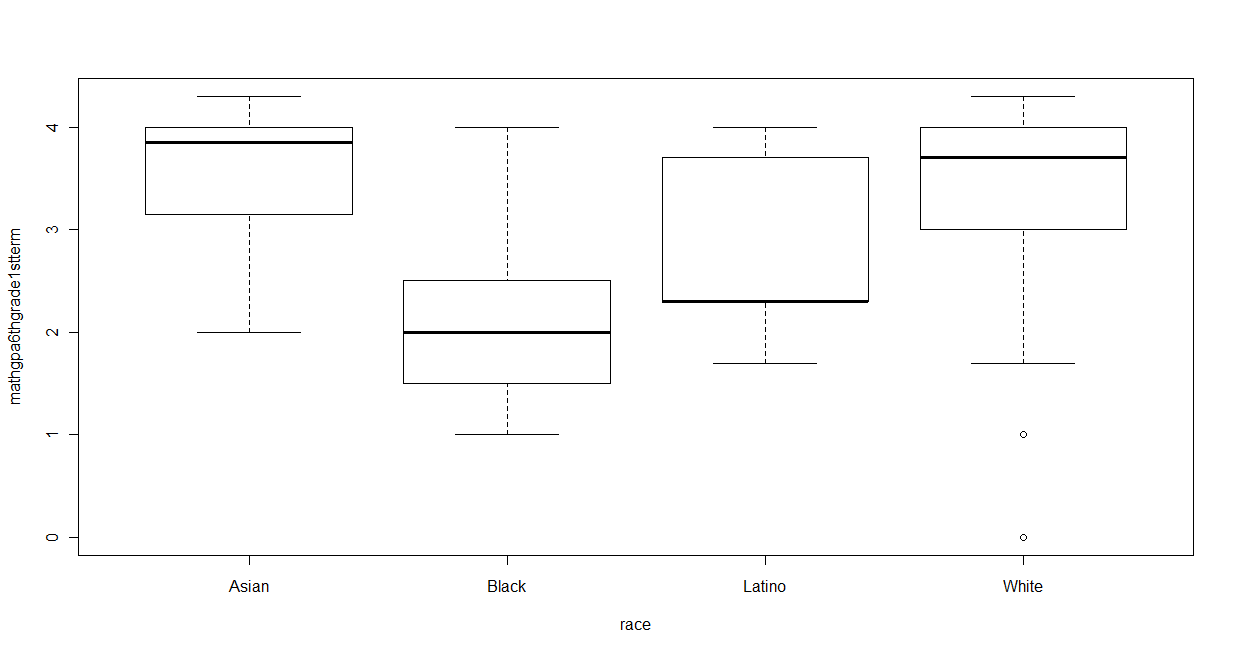 mathgpa6thgrade1stterm
4
3
2
1
0
Asian Black Latino White
race